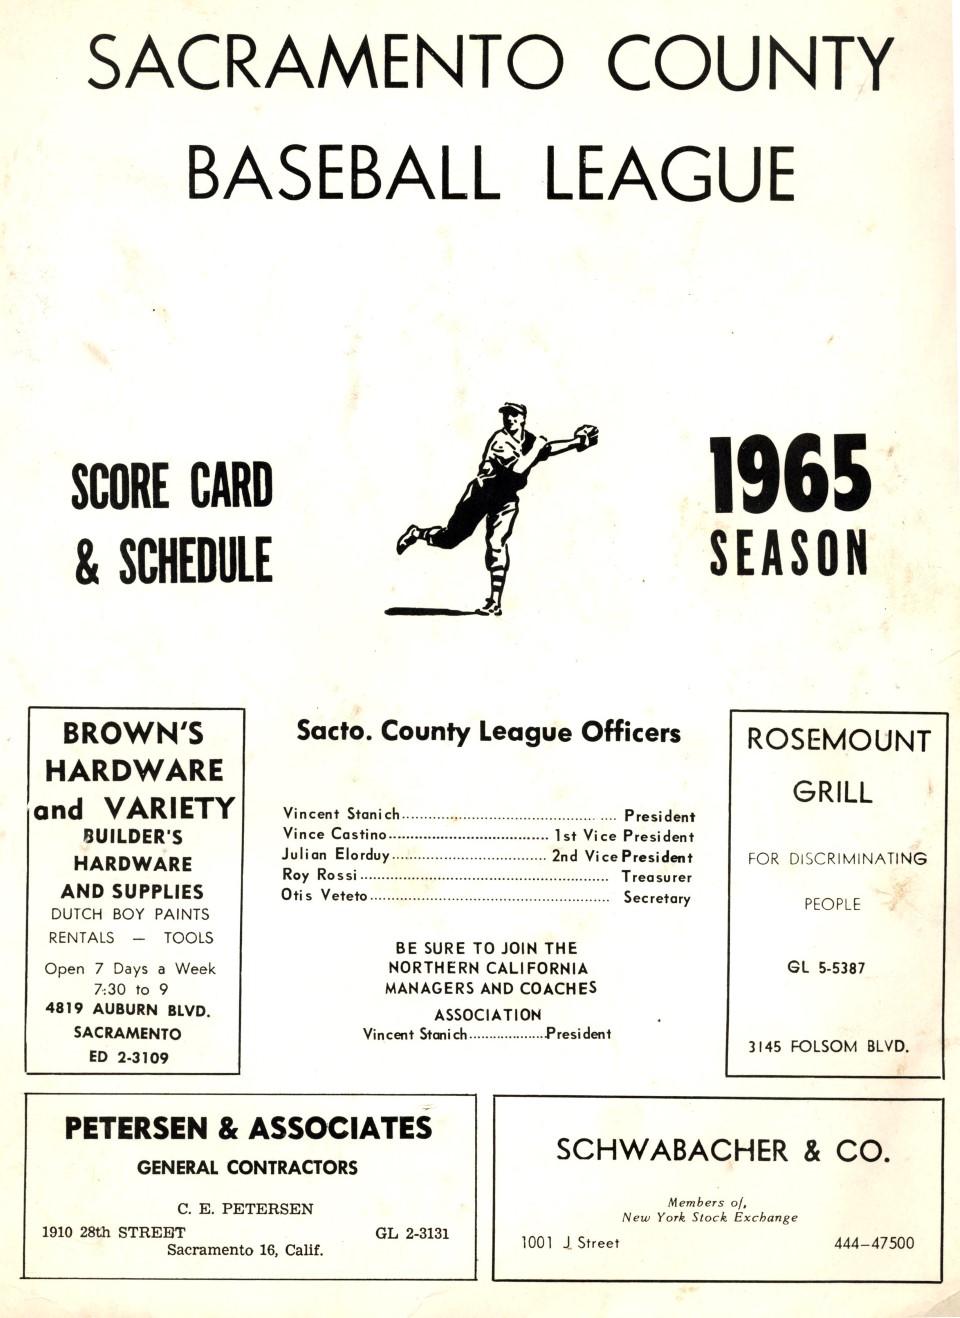 SACRAMENTO COUNTY
BASEBALL LEAGUE
SCORE CARD
& SCHEDULE
1965
SEASON
BROWN'S
HARDWARE
and VARIETY
BUILDER'S
HARDWARE
AND SUPPLIES
DUTCH BOY PAINTS
RENTALS — TOOLS
Open 7 Days a Week
7:30 to 9
4819 AUBURN BLVD.
SACRAMENTO
ED 2-3109
Sacto. County League Officers
Vincent Stanich.................................................... President
Vince Castino........................................ 1st Vice President
Julian Elorduy...................................... 2nd Vice President
Roy Rossi.............................................................. Treasurer
Otis Veteto............................................................ Secretary
BE SURE TO JOIN THE
NORTHERN CALIFORNIA
MANAGERS AND COACHES
ASSOCIATION
Vincent Stanich...................President
ROSEMOUNT
GRILL
FOR DISCRIMINATING
PEOPLE
GL 5-5387
3145 FOLSOM BLVD.
PETERSEN & ASSOCIATES
GENERAL CONTRACTORS
C. E. PETERSEN
1910 28th STREET GL 2-3131
Sacramento 16, Calif.
SCHWABACHER & CO.
Members of,
New York Stock Exchange
1001 J Street 444-47500